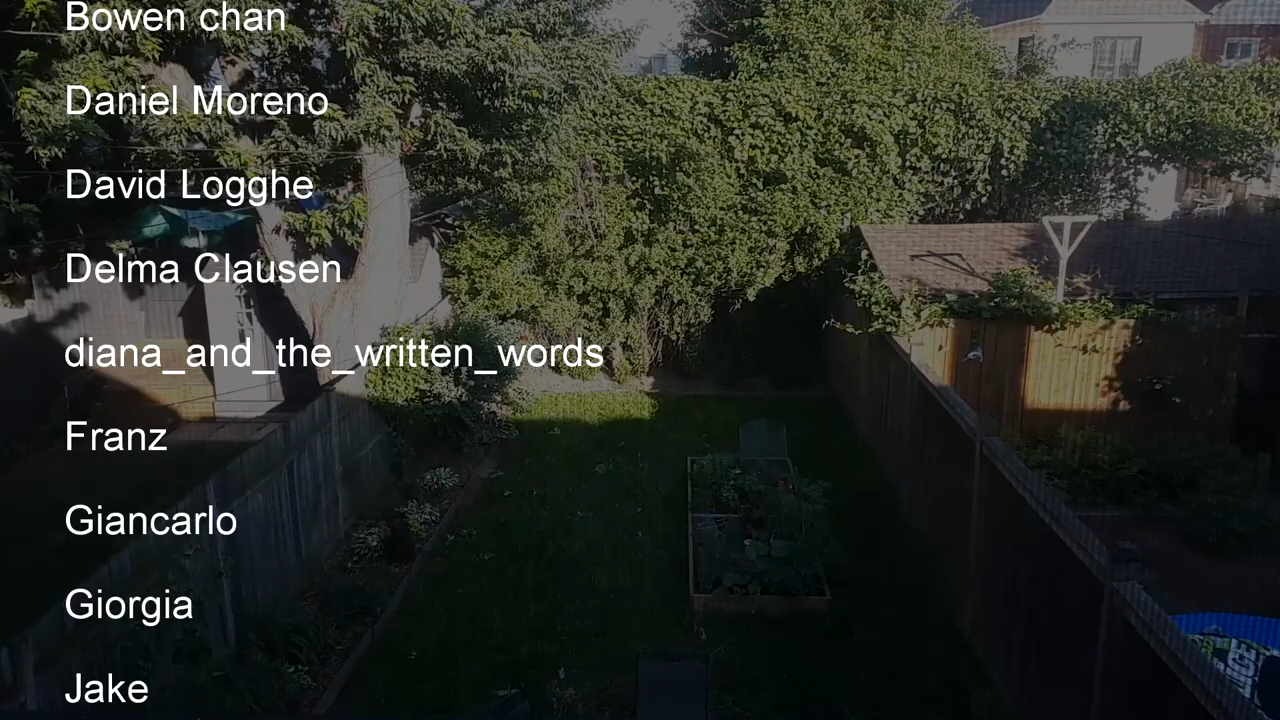 Bowen chan
Daniel Moreno
David Logghe
Delma Clausen
diana_and_the_written_words
Franz
Giancarlo
Giorgia
Jake